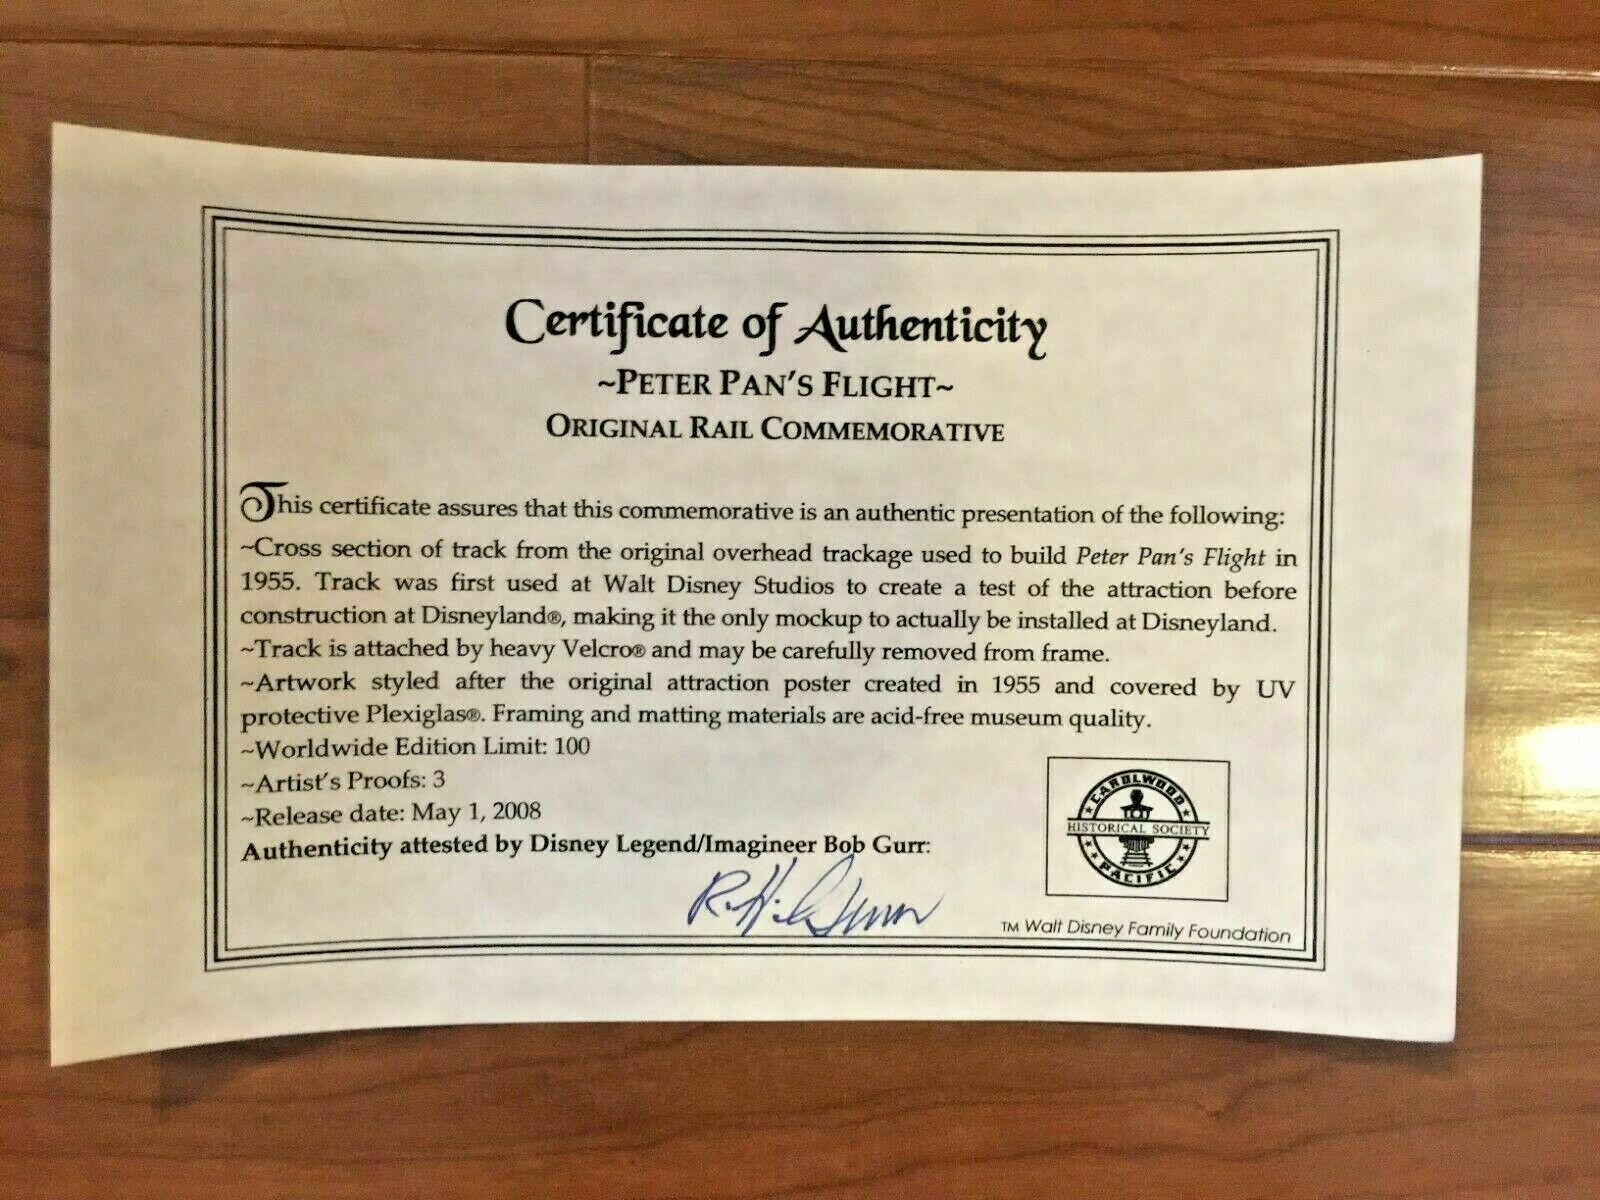 Certificate of Authenticity
~PETER PAN'S FLIGHT~
ORIGINAL RAIL COMMEMORATIVE
This certificate assures that this commemorative is an authentic presentation of the following:
~Cross section of track from the original overhead trackage used to build Peter Pan's Flight in
1955. Track was first used at Walt Disney Studios to create a test of the attraction before
construction at Disneyland®, making it the only mockup to actually be installed at Disneyland.
~Track is attached by heavy Velcro® and may be carefully removed from frame.
~Artwork styled after the original attraction poster created in 1955 and covered by UV
protective Plexiglas®. Framing and matting materials are acid-free museum quality.
~Worldwide Edition Limit: 100
~Artist's Proofs: 3
~Release date: May 1, 2008
Authenticity attested by Disney Legend/Imagineer Bob Gurr:
CAROLWOOD
HISTORICAL SOCIETY
PACIFIC
TM Walt Disney Family Foundation